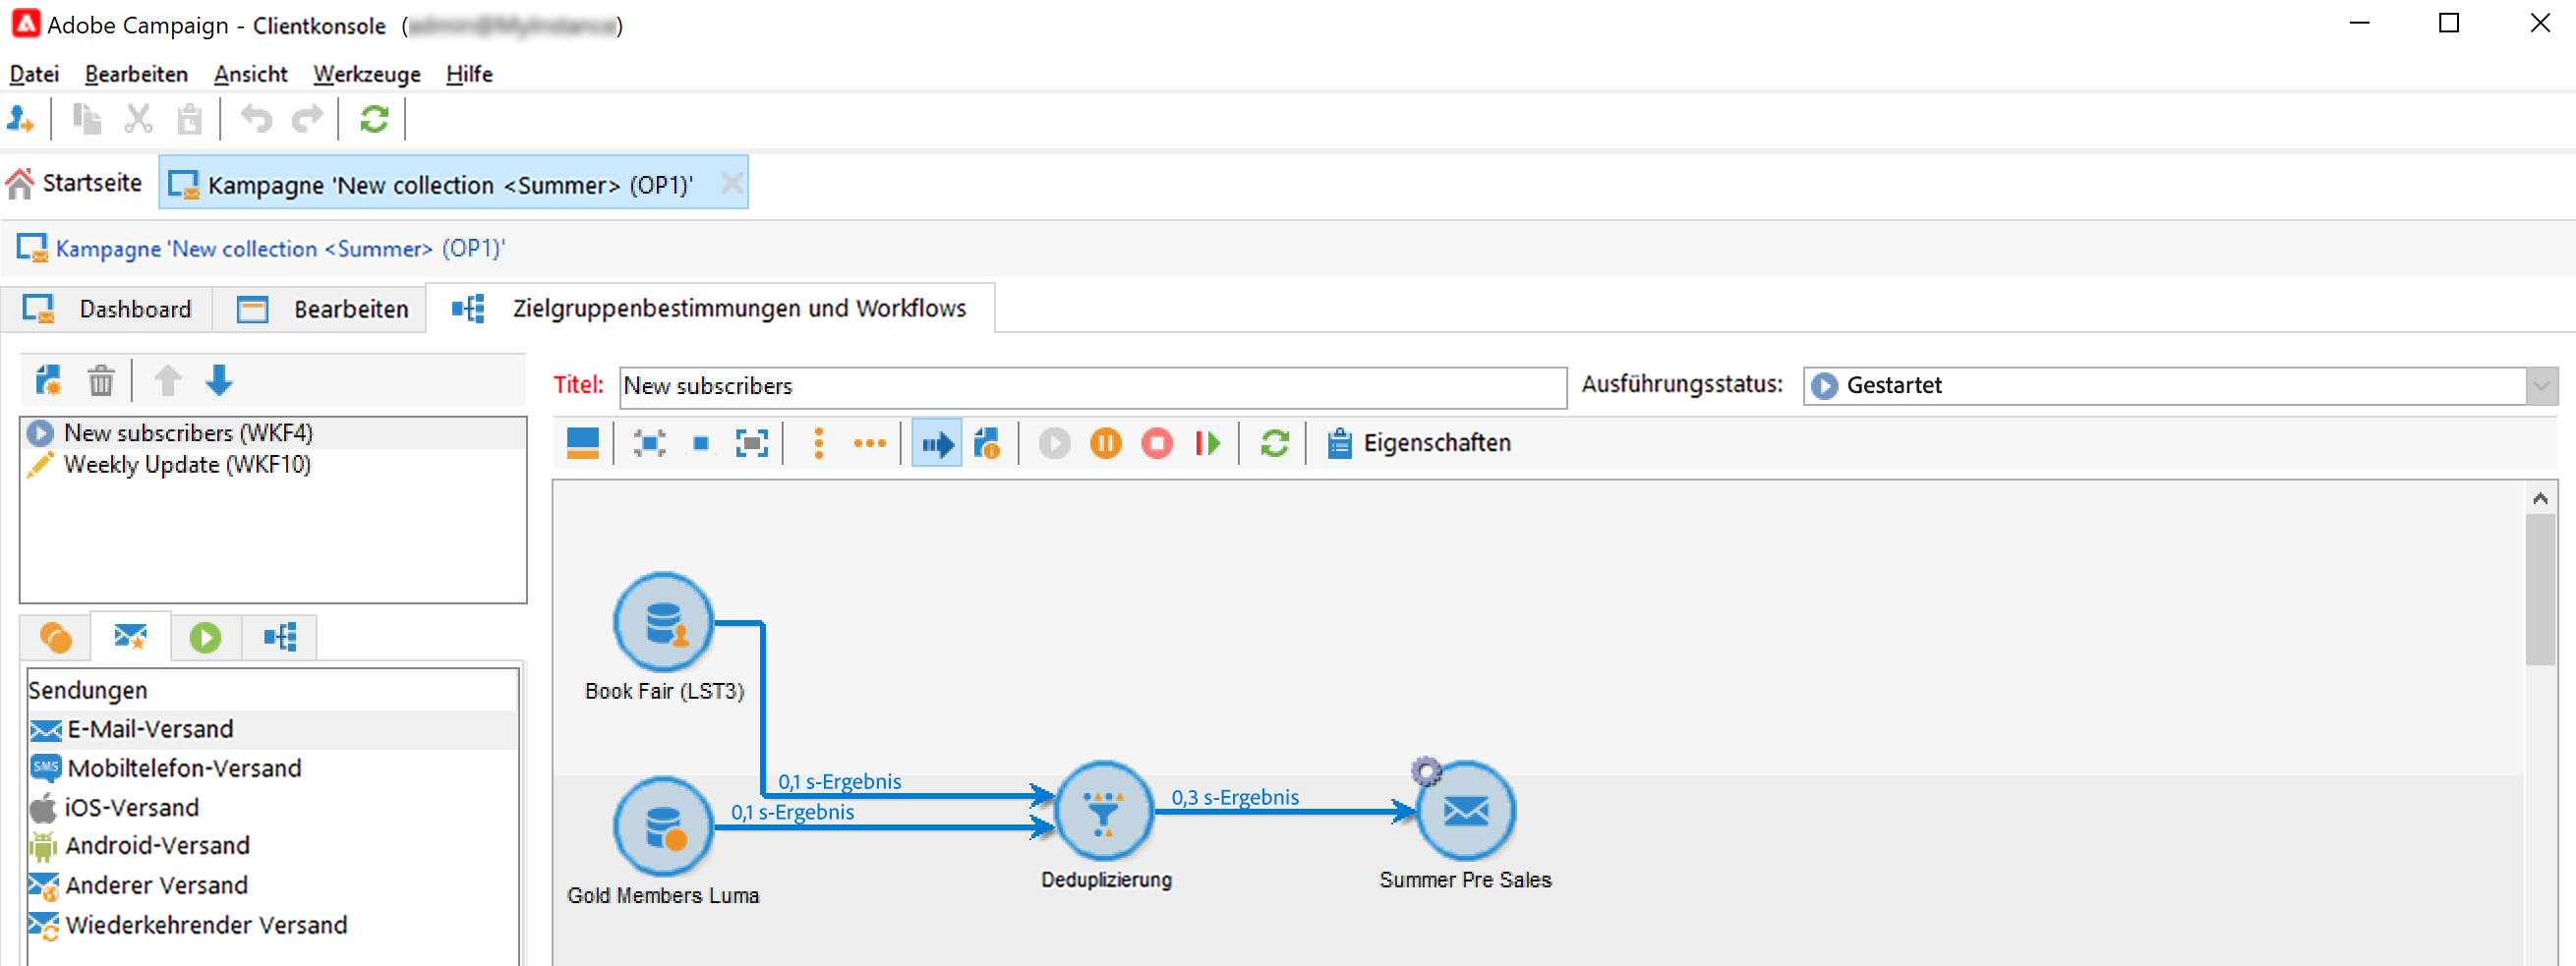 Adobe Campaign - Clientkonsole ( )
Datei Bearbeiten Ansicht Werkzeuge Hilfe
Startseite Kampagne 'New collection <Summer> (OP1)'
Kampagne 'New collection <Summer> (OP1)'
Dashboard Bearbeiten Zielgruppenbestimmungen und Workflows
Titel: New subscribers Ausführungsstatus: Gestartet
New subscribers (WKF4)
Weekly Update (WKF10)
Eigenschaften
Sendungen
E-Mail-Versand
SMS Mobiltelefon-Versand
iOS-Versand
Android-Versand
Anderer Versand
Wiederkehrender Versand
Book Fair (LST3)
0,1 s-Ergebnis
0,1 s-Ergebnis
0,3 s-Ergebnis
Gold Members Luma
Deduplizierung
Summer Pre Sales